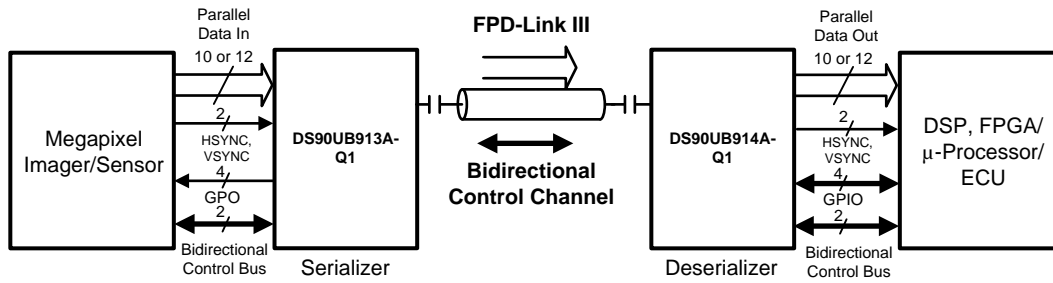 Parallel
Data In
10 or 12
2
HSYNC,
VSYNC
4
GPO
2
Bidirectional
Control Bus
Megapixel
Imager/Sensor
DS90UB913A-
Q1
Serializer
FPD-Link III
Bidirectional
Control Channel
DS90UB914A-
Q1
Deserializer
Parallel
Data Out
10 or 12
2
HSYNC,
VSYNC
4
GPIO
2
Bidirectional
Control Bus
DSP, FPGA/
μ-Processor/
ECU